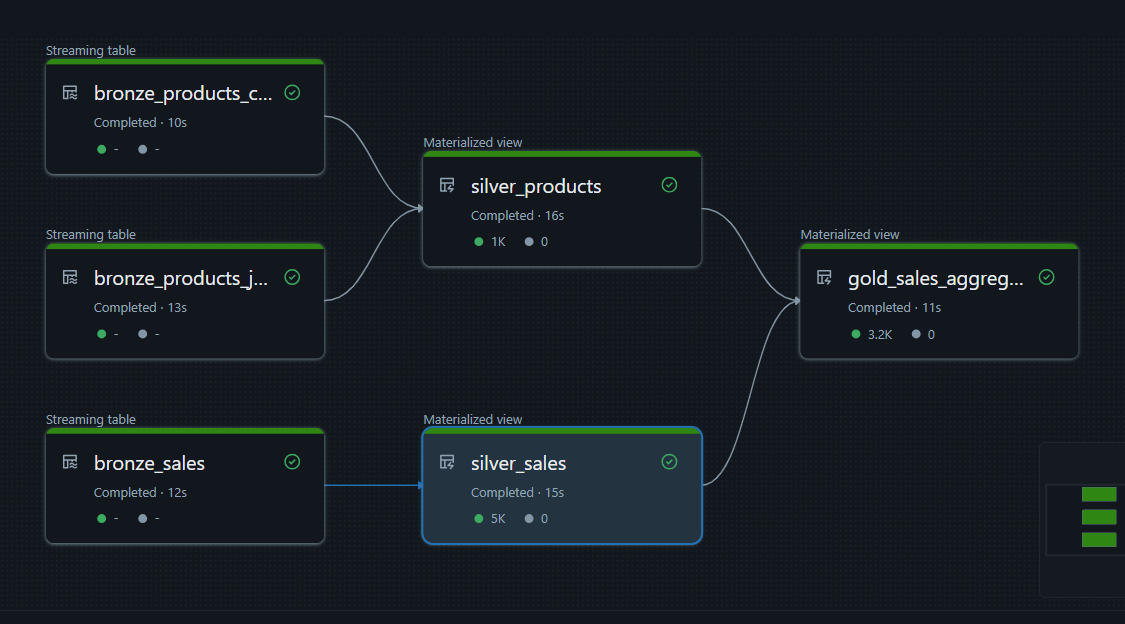 Streaming table
bronze_products_c...
Completed · 10s
- -
Streaming table
bronze_products_j...
Completed · 13s
- -
Streaming table
bronze_sales
Completed · 12s
- -
Materialized view
silver_products
Completed · 16s
1K 0
Materialized view
silver_sales
Completed · 15s
5K 0
Materialized view
gold_sales_aggreg...
Completed · 11s
3.2K 0